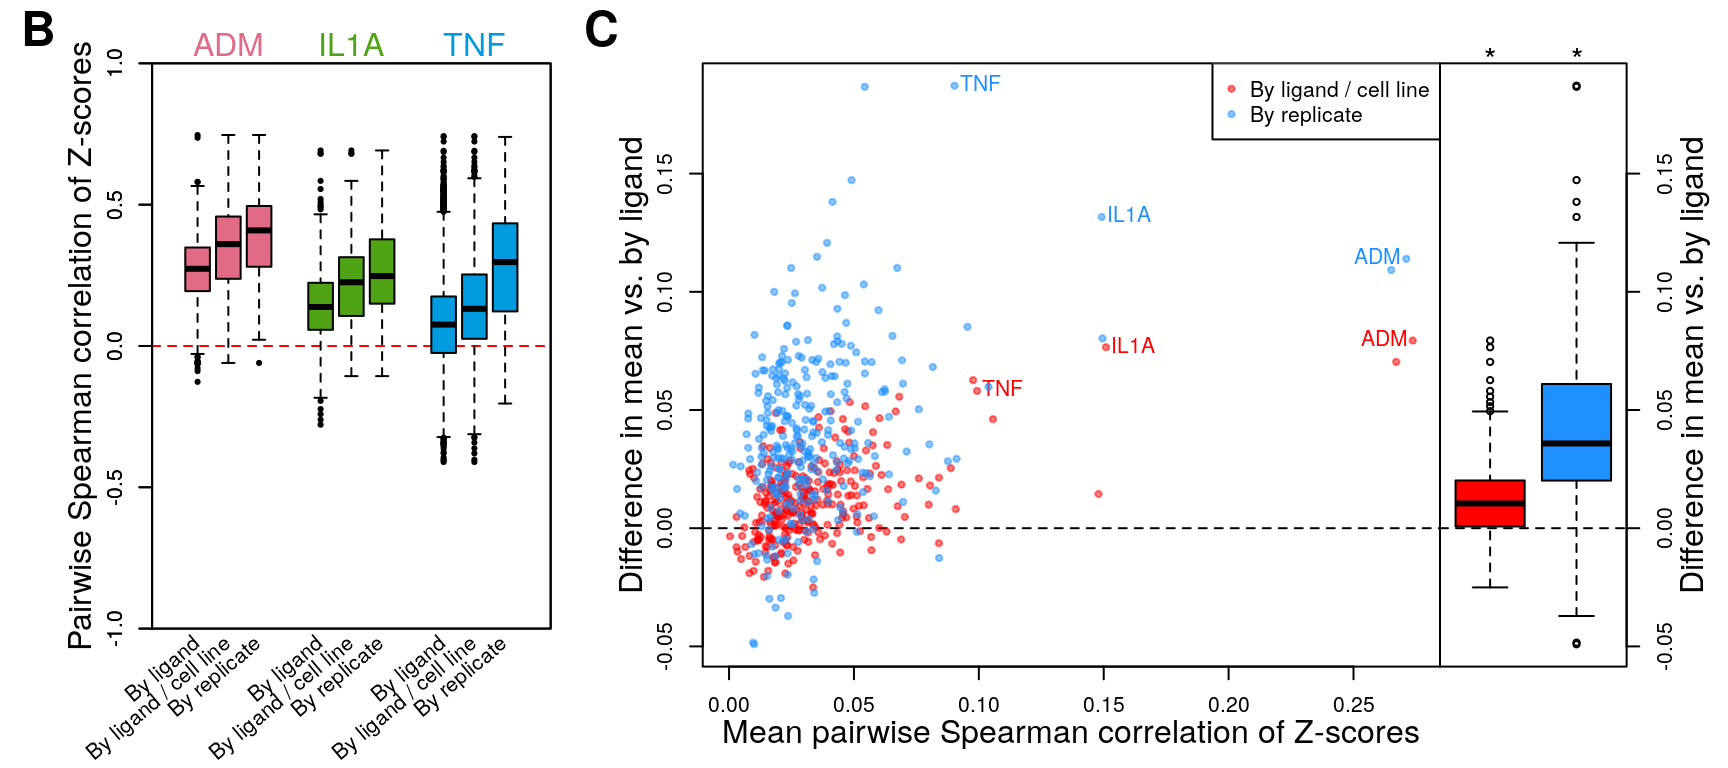 B
ADM
IL1A
TNF
Pairwise Spearman correlation of Z-scores
1.0
0.5
0.0
-0.5
-1.0
By ligand
By ligand / cell line
By replicate
By ligand
By ligand / cell line
By replicate
By ligand
By ligand / cell line
By replicate
C
Difference in mean vs. by ligand
0.15
0.10
0.05
0.00
-0.05
TNF
IL1A
ADM
ADM
IL1A
TNF
By ligand / cell line
By replicate
0.00
0.05
0.10
0.15
0.20
0.25
Mean pairwise Spearman correlation of Z-scores
*
*
0.15
0.10
0.05
0.00
-0.05
Difference in mean vs. by ligand